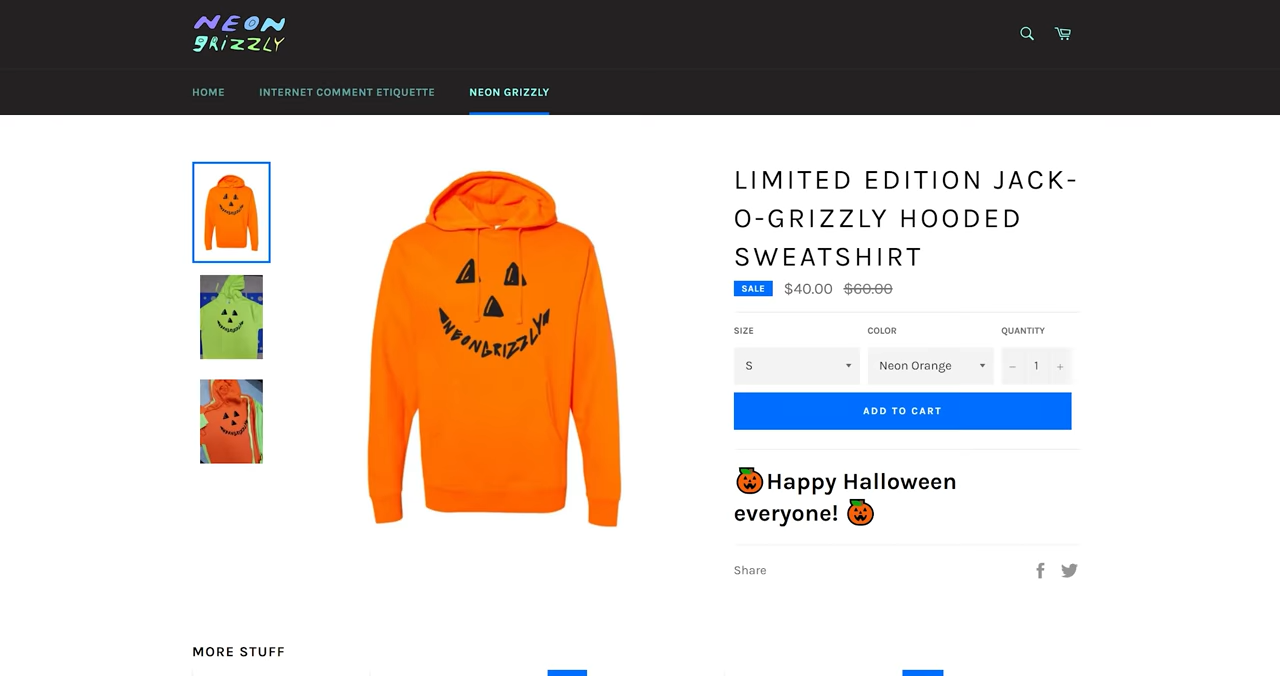 NEON
GRIZZLY
HOME
INTERNET COMMENT ETIQUETTE
NEON GRIZZLY
NEONGRIZZLY
LIMITED EDITION JACK-
O-GRIZZLY HOODED
SWEATSHIRT
SALE $40.00 $60.00
SIZE COLOR QUANTITY
S Neon Orange − 1 +
ADD TO CART
🎃Happy Halloween
everyone! 🎃
Share
MORE STUFF